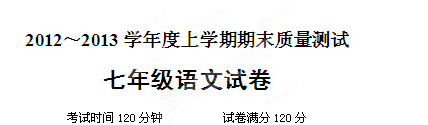 2012～2013 学年度上学期期末质量测试
七年级语文试卷
考试时间 120 分钟 试卷满分 120 分